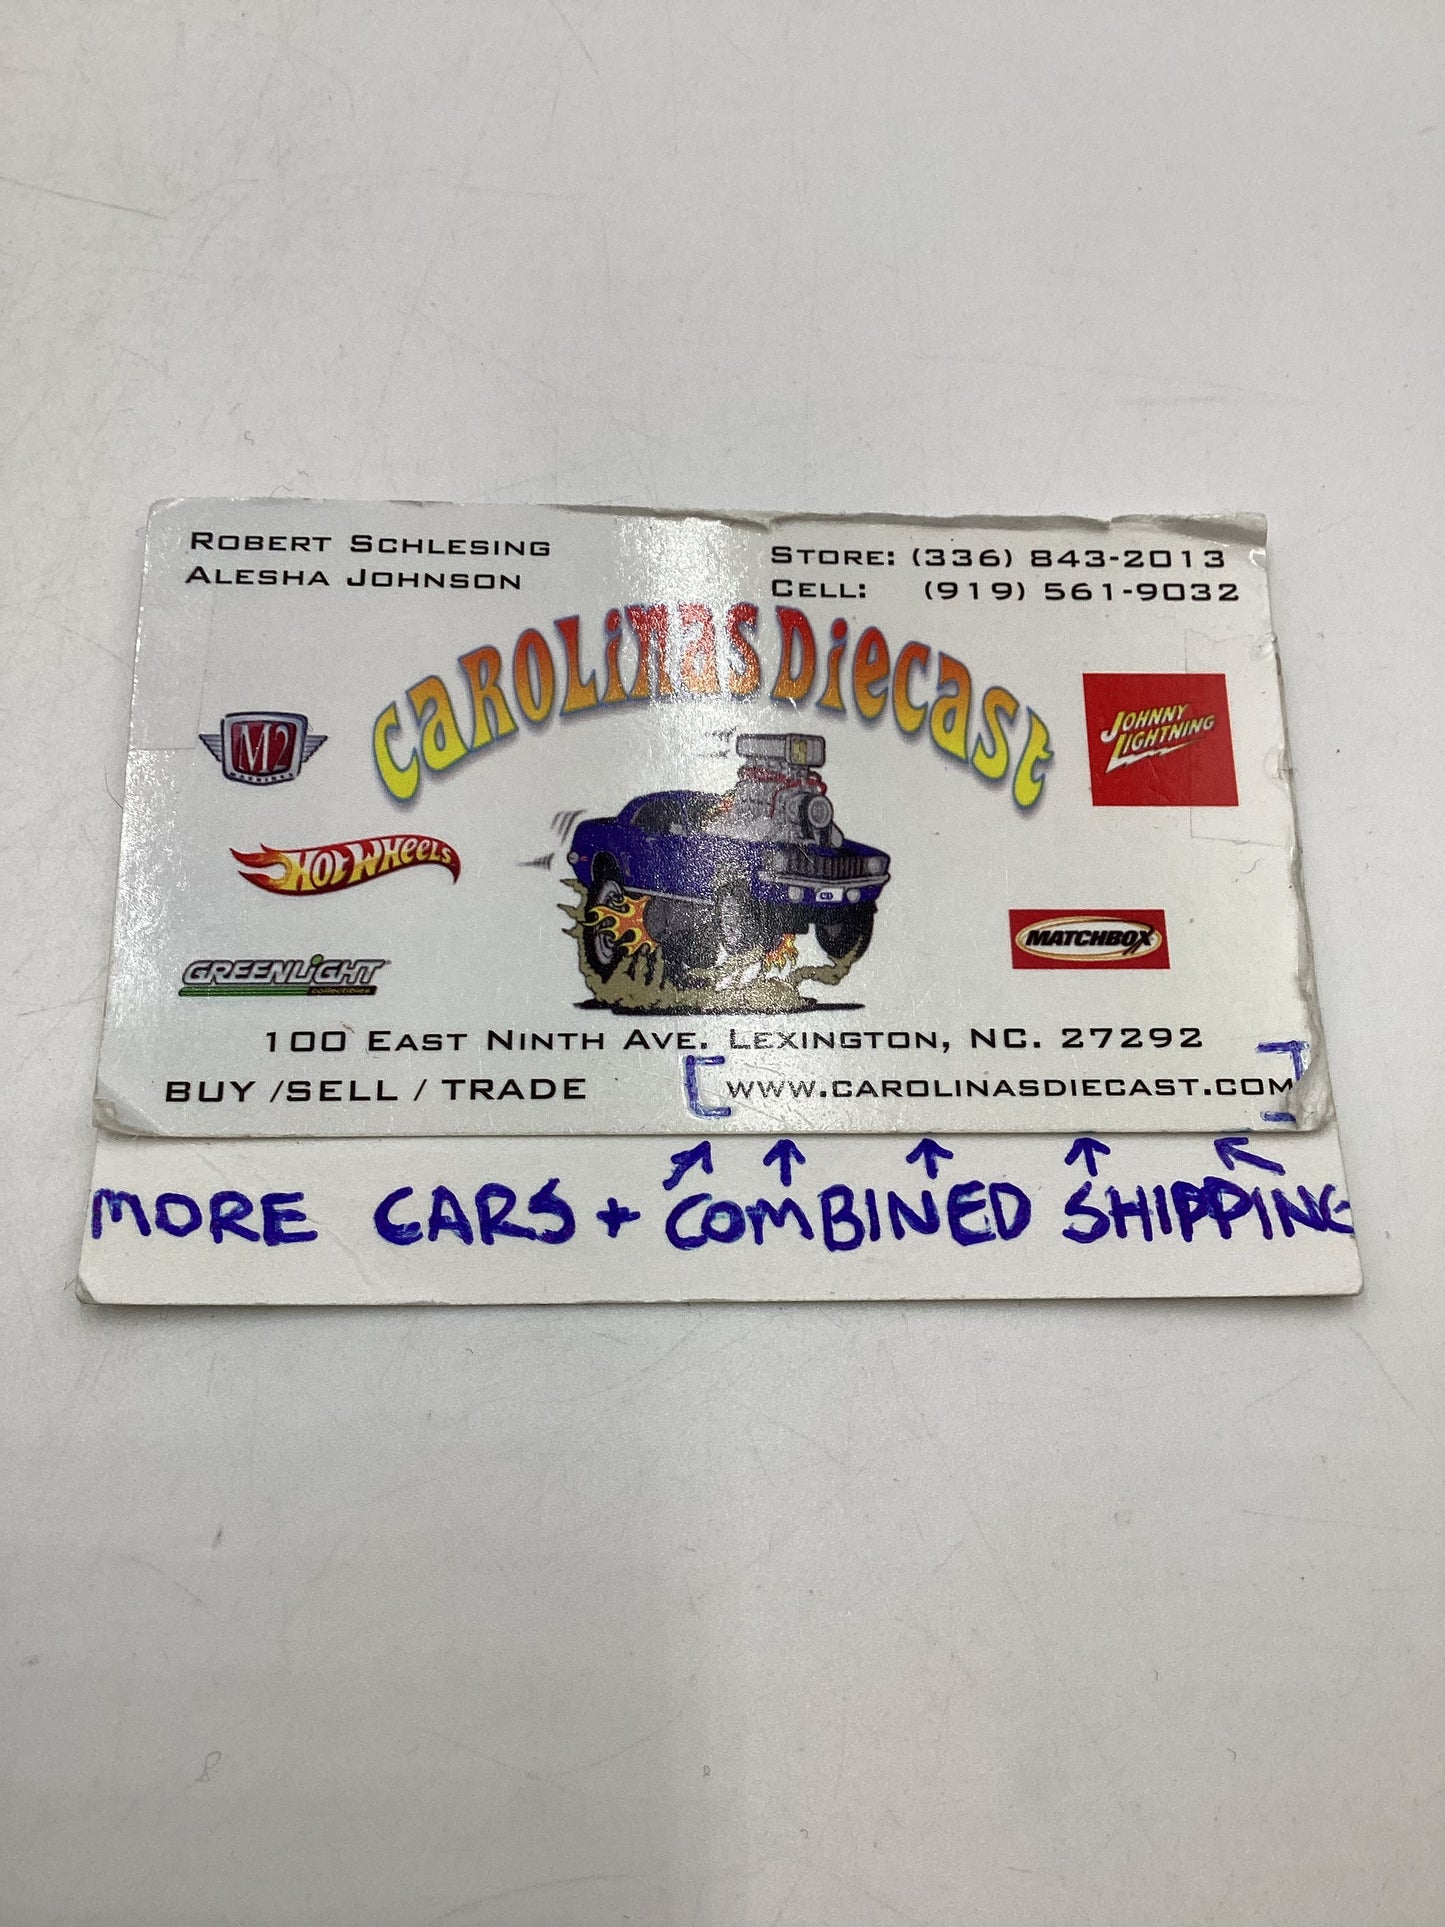 ROBERT SCHLESING
ALESHA JOHNSON
STORE: (336) 843-2013
CELL: (919) 561-9032
CAROLiNAS DiECAST
M2
MACHINES
JOHNNY
LIGHTNING
HOT WHEELS
MATCHBOX
GREENLiGHT
collectibles
100 EAST NINTH AVE. LEXINGTON, NC. 27292
BUY /SELL / TRADE
WWW.CAROLINASDIECAST.COM
MORE CARS + COMBINED SHIPPING